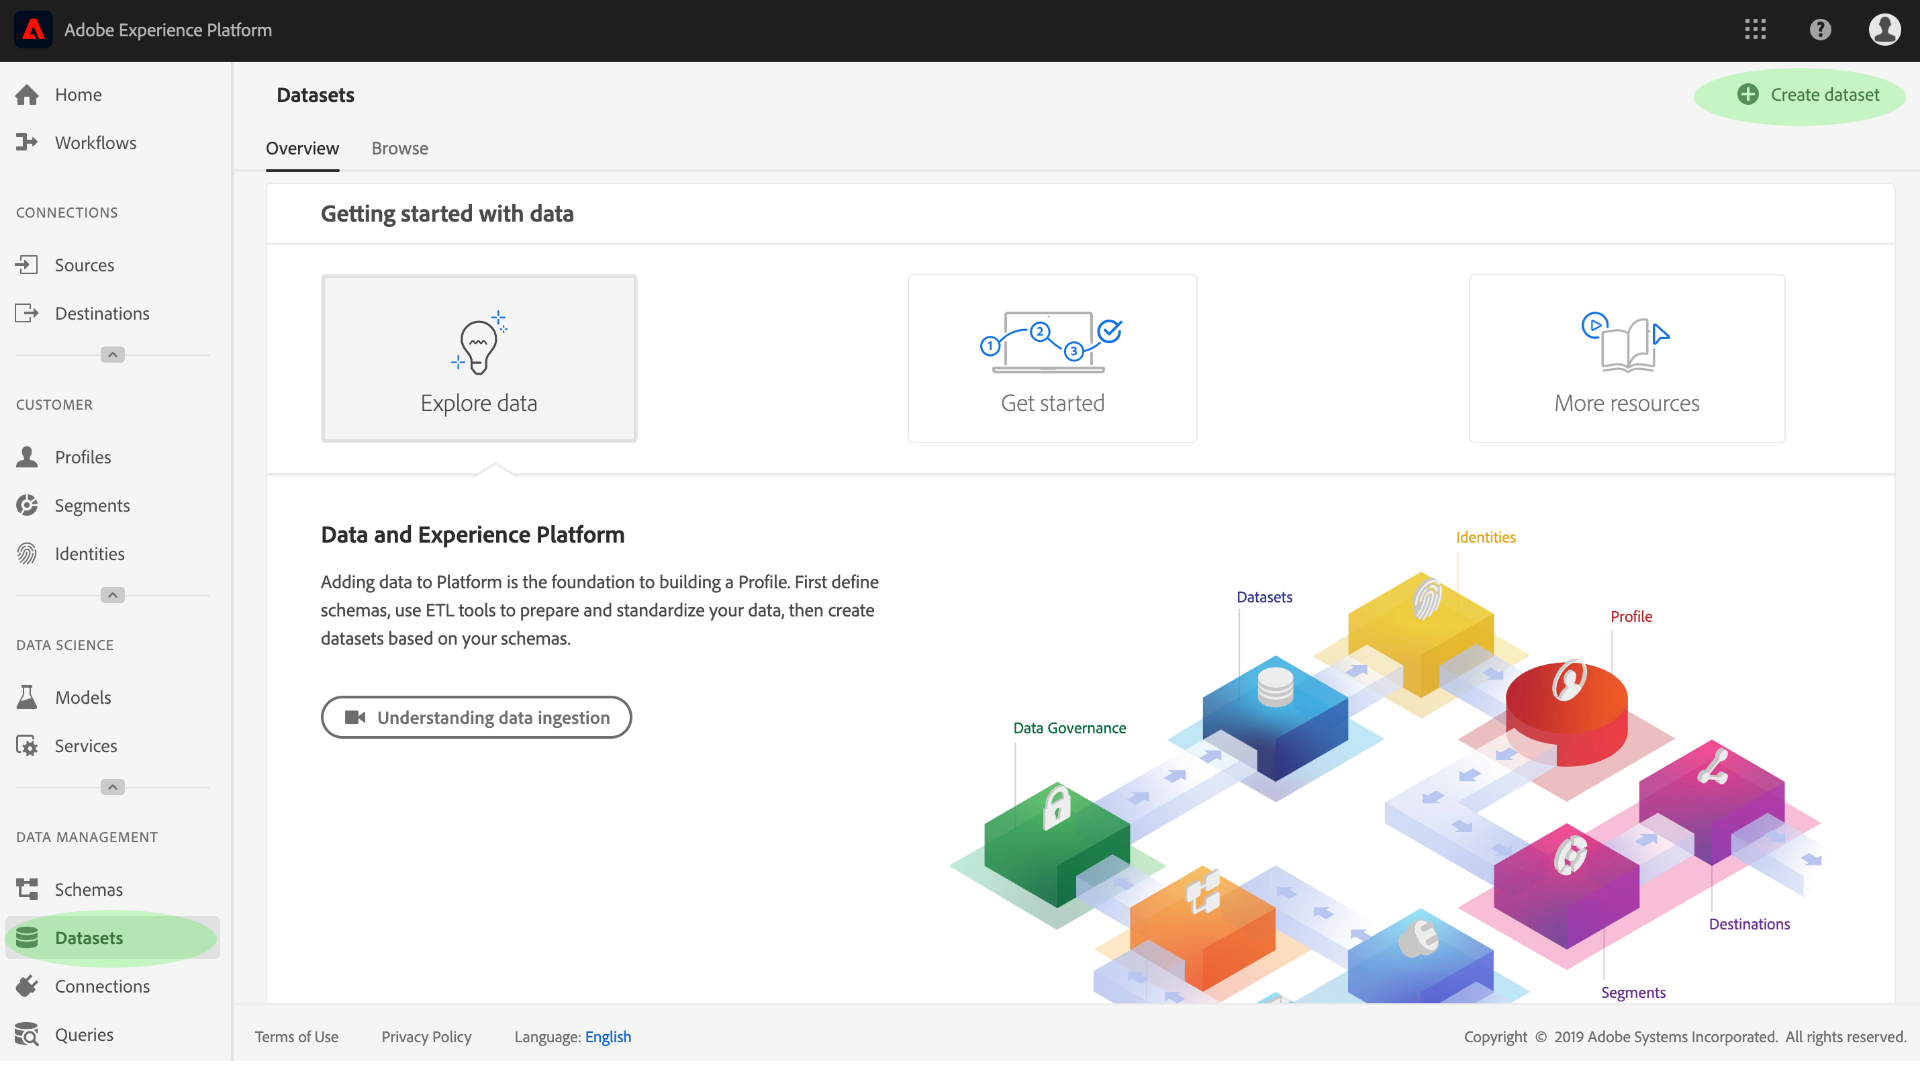 Adobe Experience Platform
Home
Workflows
CONNECTIONS
Sources
Destinations
CUSTOMER
Profiles
Segments
Identities
DATA SCIENCE
Models
Services
DATA MANAGEMENT
Schemas
Datasets
Connections
Queries
Datasets
Create dataset
Overview Browse
Getting started with data
Explore data
1 2 3
Get started
More resources
Data and Experience Platform
Adding data to Platform is the foundation to building a Profile. First define
schemas, use ETL tools to prepare and standardize your data, then create
datasets based on your schemas.
Understanding data ingestion
Identities
Datasets
Profile
Data Governance
Destinations
Segments
Terms of Use Privacy Policy Language: English
Copyright © 2019 Adobe Systems Incorporated. All rights reserved.